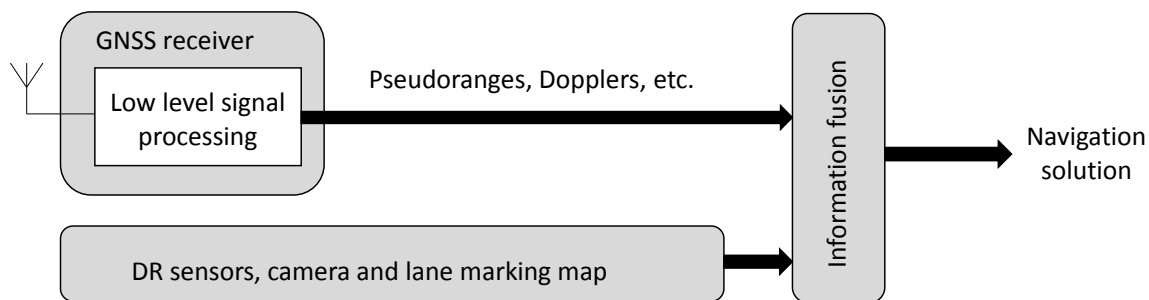 GNSS receiver
Low level signal
processing
Pseudoranges, Dopplers, etc.
DR sensors, camera and lane marking map
Information fusion
Navigation
solution